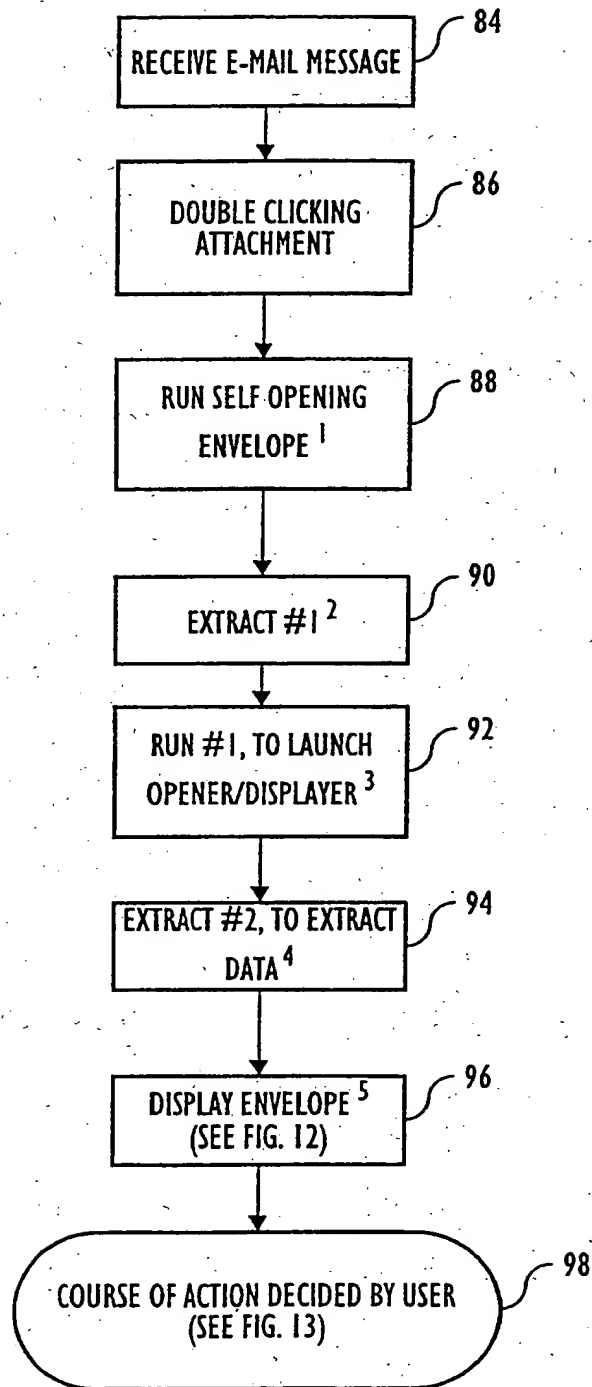 84
RECEIVE E-MAIL MESSAGE
86
DOUBLE CLICKING
ATTACHMENT
88
RUN SELF OPENING
ENVELOPE 1
90
EXTRACT #1 2
92
RUN #1, TO LAUNCH
OPENER/DISPLAYER 3
94
EXTRACT #2, TO EXTRACT
DATA 4
96
DISPLAY ENVELOPE 5
(SEE FIG. 12)
98
COURSE OF ACTION DECIDED BY USER
(SEE FIG. 13)